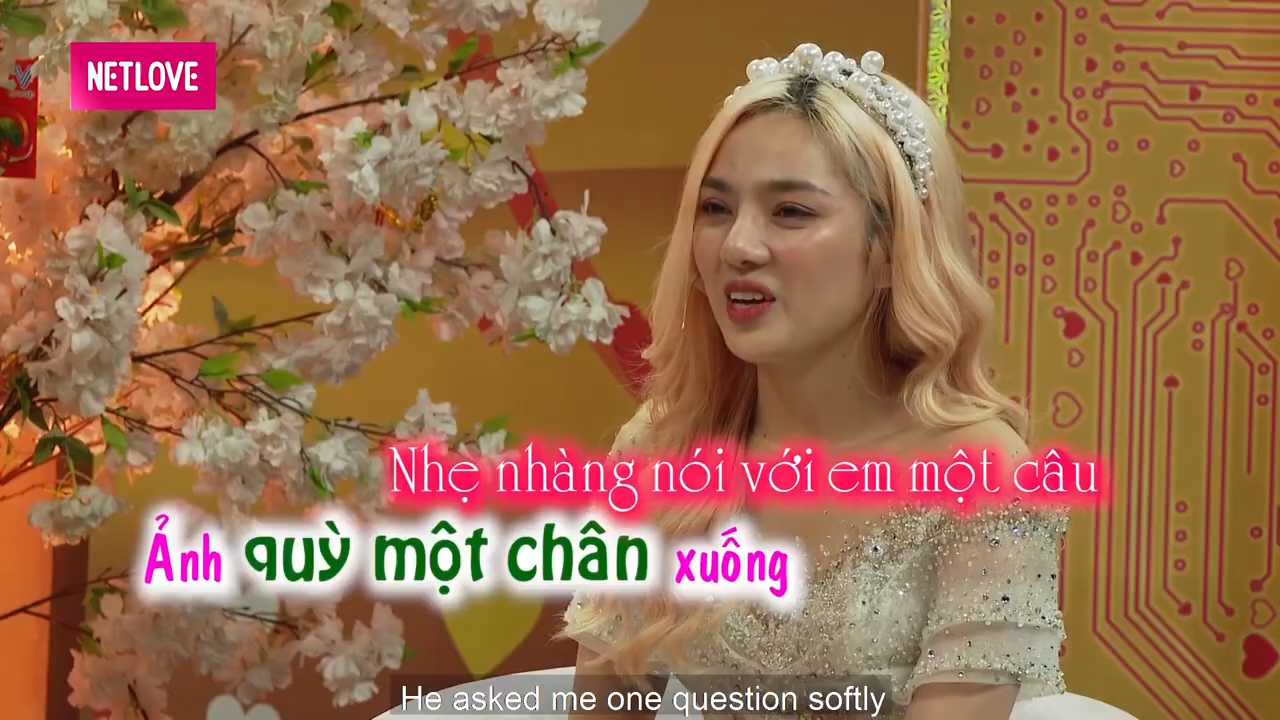 NETLOVE
Nhẹ nhàng nói với em một câu
Ảnh quỳ một chân xuống
He asked me one question softly